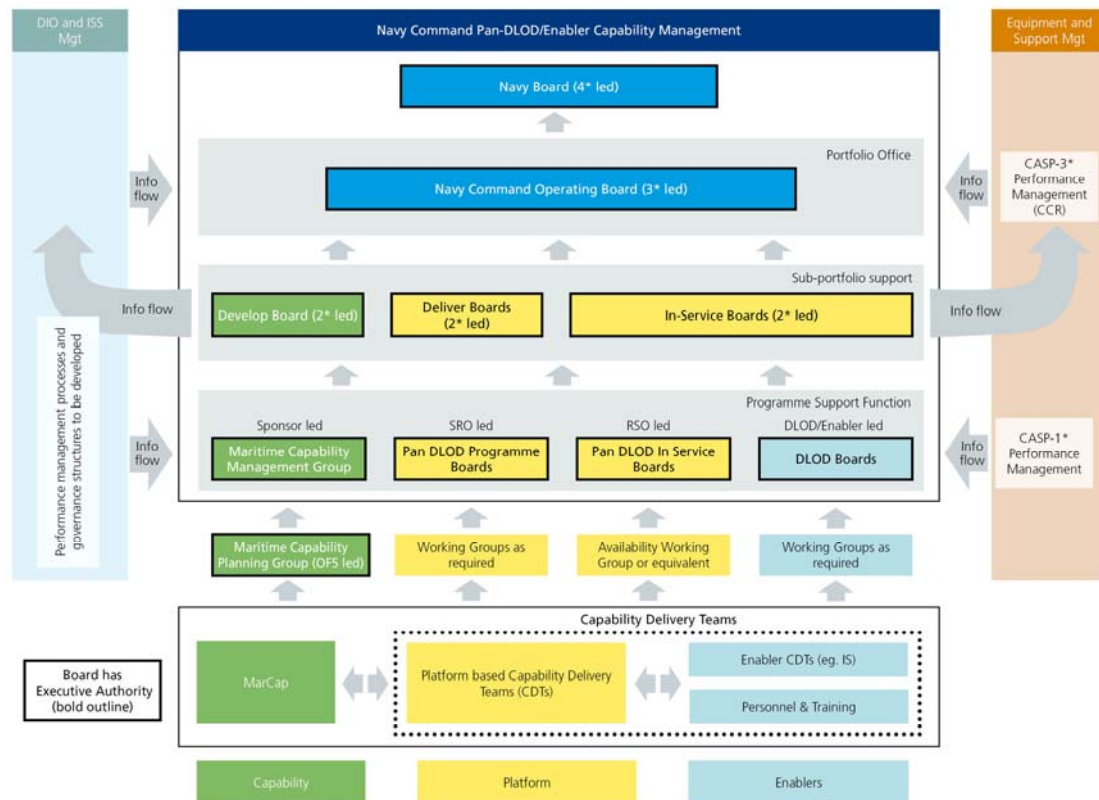 DIO and ISS
Mgt
Navy Command Pan-DLOD/Enabler Capability Management
Equipment and
Support Mgt
Navy Board (4* led)
Portfolio Office
Info
flow
Navy Command Operating Board (3* led)
Info
flow
CASP-3*
Performance
Management
(CCR)
Sub-portfolio support
Info flow
Develop Board (2* led)
Deliver Boards
(2* led)
In-Service Boards (2* led)
Info flow
Performance management processes and
governance structures to be developed
Programme Support Function
Sponsor led
SRO led
RSO led
DLOD/Enabler led
Info
flow
Maritime Capability
Management Group
Pan DLOD Programme
Boards
Pan DLOD In Service
Boards
DLOD Boards
Info
flow
CASP-1*
Performance
Management
Maritime Capability
Planning Group (OF5 led)
Working Groups as
required
Availability Working
Group or equivalent
Working Groups as
required
Capability Delivery Teams
Board has
Executive Authority
(bold outline)
MarCap
Platform based Capability Delivery
Teams (CDTs)
Enabler CDTs (eg. IS)
Personnel & Training
Capability
Platform
Enablers